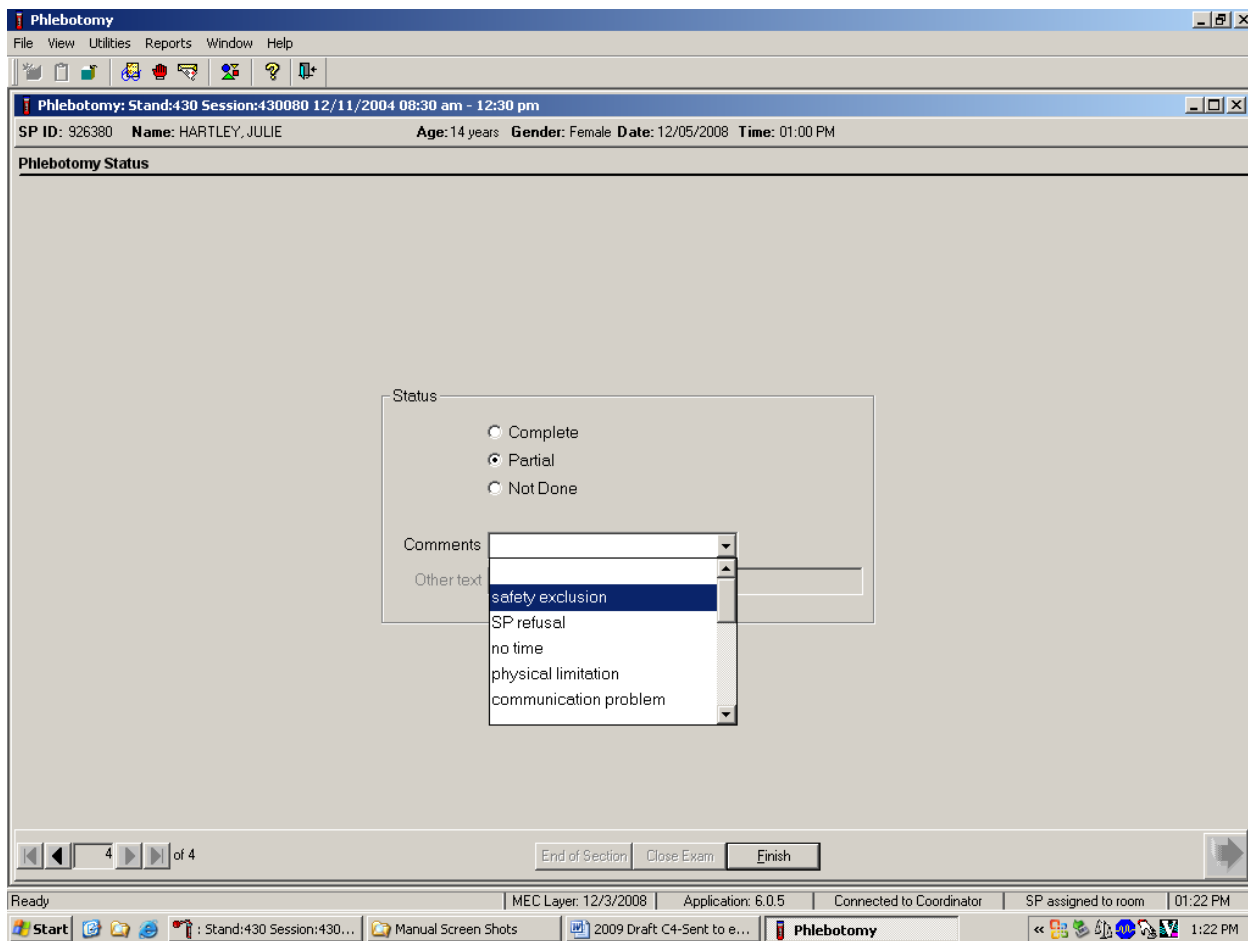 Phlebotomy
File View Utilities Reports Window Help
Phlebotomy: Stand:430 Session:430080 12/11/2004 08:30 am - 12:30 pm
SP ID: 926380 Name: HARTLEY, JULIE Age: 14 years Gender: Female Date: 12/05/2008 Time: 01:00 PM
Phlebotomy Status
Status
Complete
Partial
Not Done
Comments
Other text
safety exclusion
SP refusal
no time
physical limitation
communication problem
4 of 4 End of Section Close Exam Finish
Ready MEC Layer: 12/3/2008 Application: 6.0.5 Connected to Coordinator SP assigned to room 01:22 PM
Start : Stand:430 Session:430... Manual Screen Shots 2009 Draft C4-Sent to e... Phlebotomy « 1:22 PM